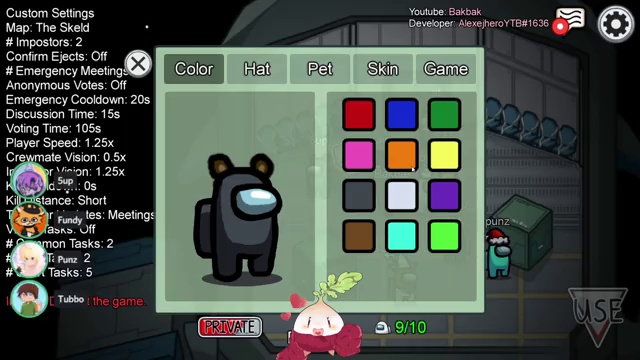 Custom Settings
Map: The Skeld
# Impostors: 2
Confirm Ejects: Off
# Emergency Meetings
Anonymous Votes: Off
Emergency Cooldown: 20s
Discussion Time: 15s
Voting Time: 105s
Player Speed: 1.25x
Crewmate Vision: 0.5x
Vision: 1.25x
0s
Distance: Short
Meetings
Off
Tasks: 2
2
Tasks: 5
the game.
5up
Fundy
Punz
Tubbo
Color
Hat
Pet
Skin
Game
Youtube: Bakbak
Developer: AlexejheroYTB#1636
punz
PRIVATE
9/10
USE